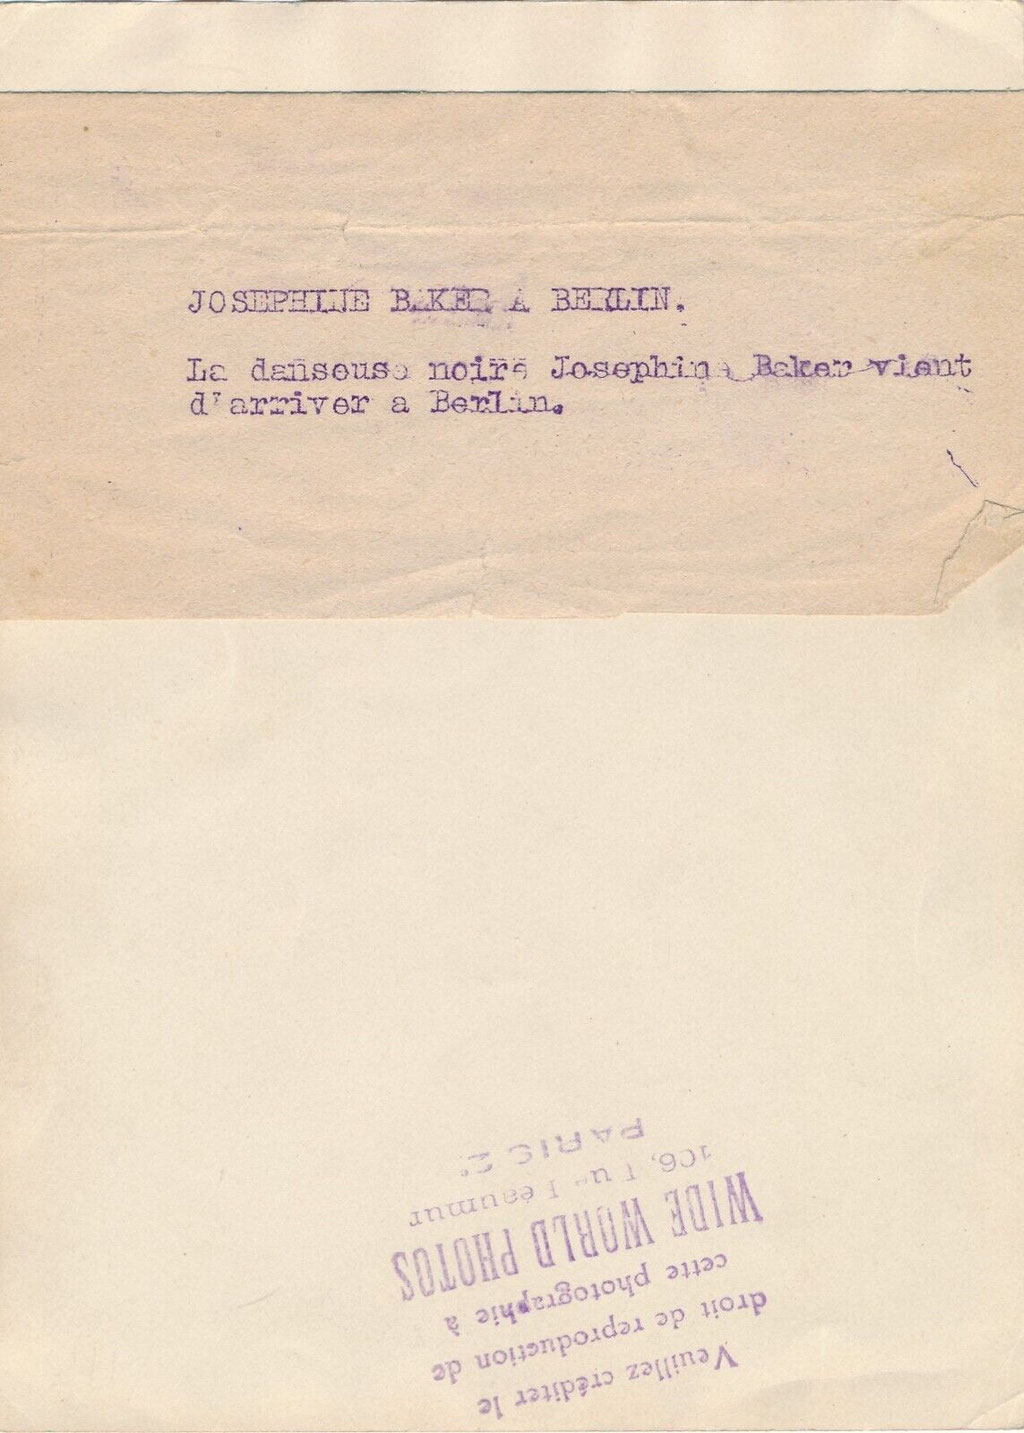 JOSEPHINE BAKER A BERLIN.
La danseuse noire Josephine Baker vient
d'arriver a Berlin.
Veuillez créditer le
droit de reproduction de
cette photographie à
WIDE WORLD PHOTOS
106, Rue Réaumur
PARIS 2e